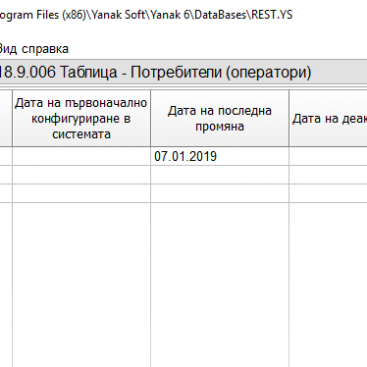 ogram Files (x86)\Yanak Soft\Yanak 6\DataBases\REST.YS
Вид справка
18.9.006 Таблица - Потребители (оператори)
Дата на първоначално
конфигуриране в
системата
Дата на последна
промяна
Дата на деак
07.01.2019